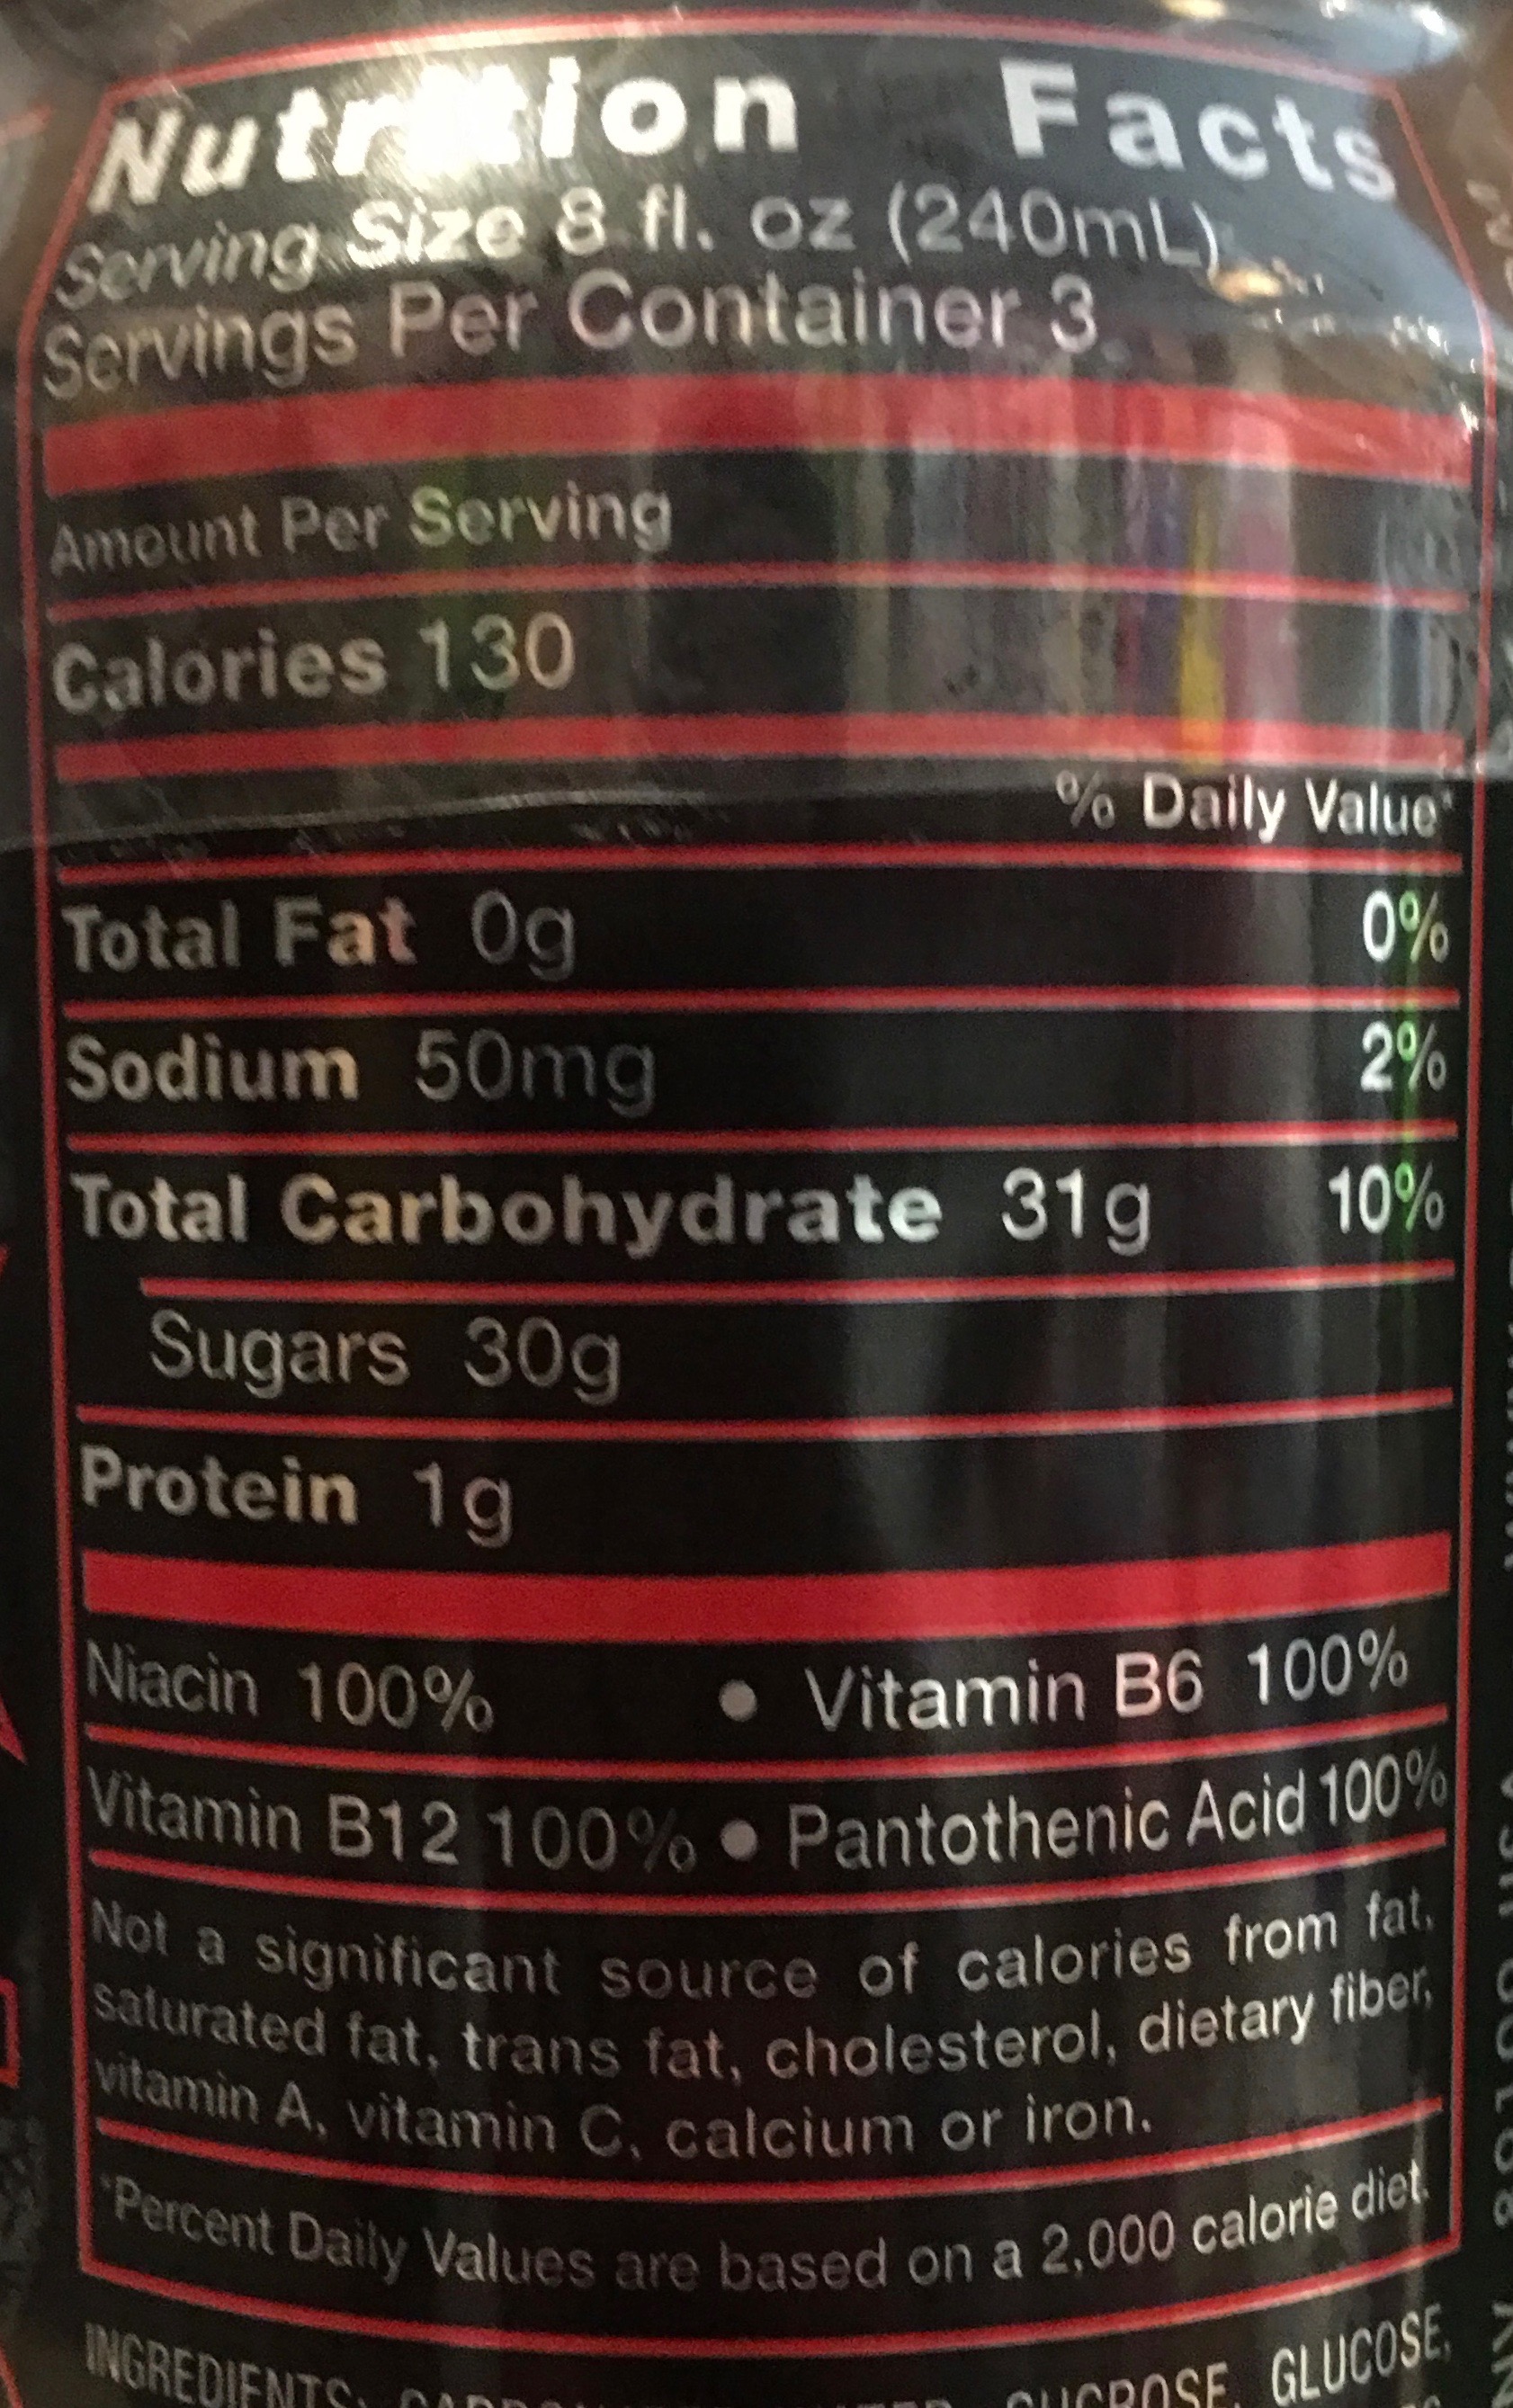 Nutrition Facts
Serving Size 8 fl. oz (240mL)
Servings Per Container 3
Amount Per Serving
Calories 130
% Daily Value*
Total Fat 0g 0%
Sodium 50mg 2%
Total Carbohydrate 31g 10%
Sugars 30g
Protein 1g
Niacin 100% • Vitamin B6 100%
Vitamin B12 100% • Pantothenic Acid 100%
Not a significant source of calories from fat,
saturated fat, trans fat, cholesterol, dietary fiber,
vitamin A, vitamin C, calcium or iron.
*Percent Daily Values are based on a 2,000 calorie diet.
INGREDIENTS: SUCROSE, GLUCOSE,